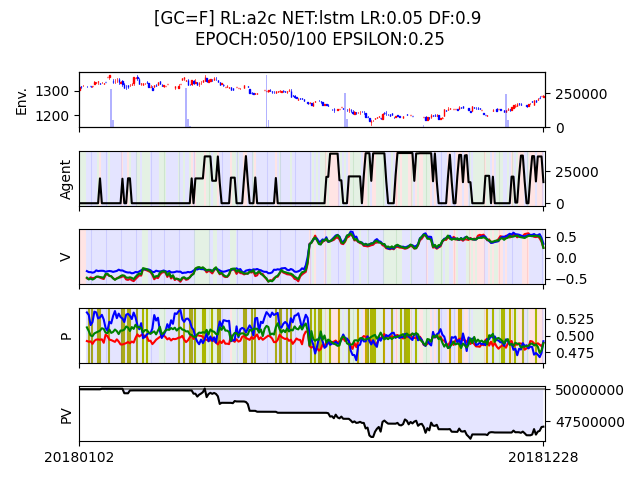 [GC=F] RL:a2c NET:lstm LR:0.05 DF:0.9
EPOCH:050/100 EPSILON:0.25
Env.
1300
1200
250000
0
Agent
25000
0
V
0.5
0.0
−0.5
P
0.525
0.500
0.475
PV
50000000
47500000
20180102
20181228